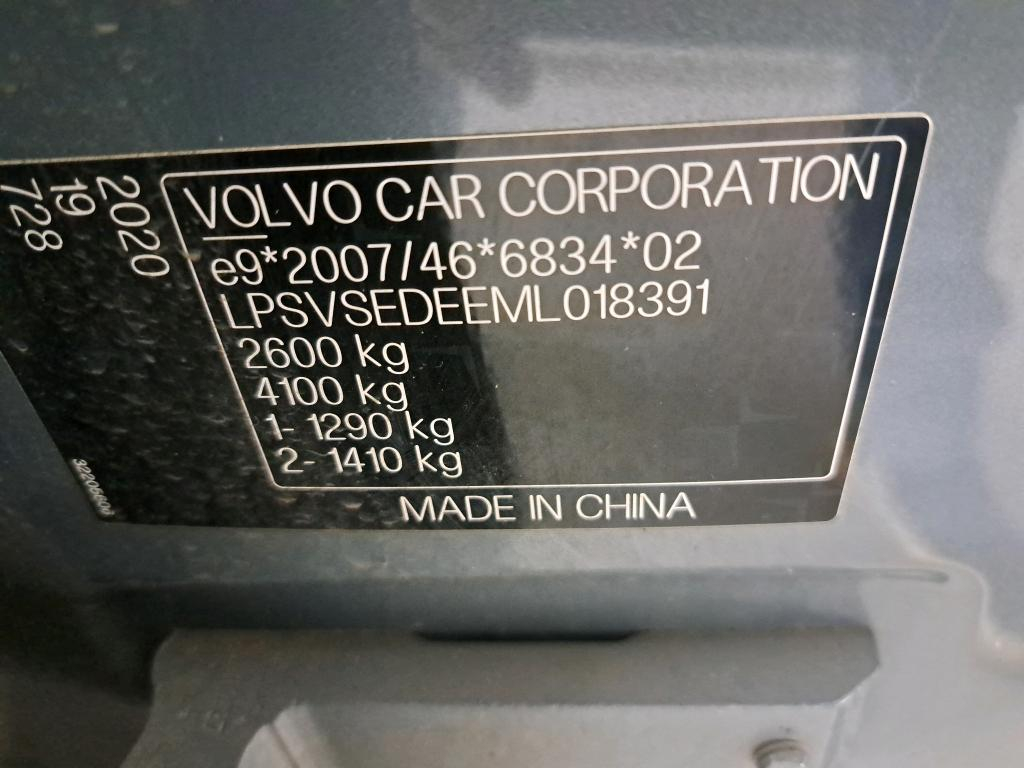 VOLVO CAR CORPORATION
e9*2007/46*6834*02
LPSVSEDEEML018391
2600 kg
4100 kg
1- 1290 kg
2- 1410 kg
MADE IN CHINA
2020
19
728